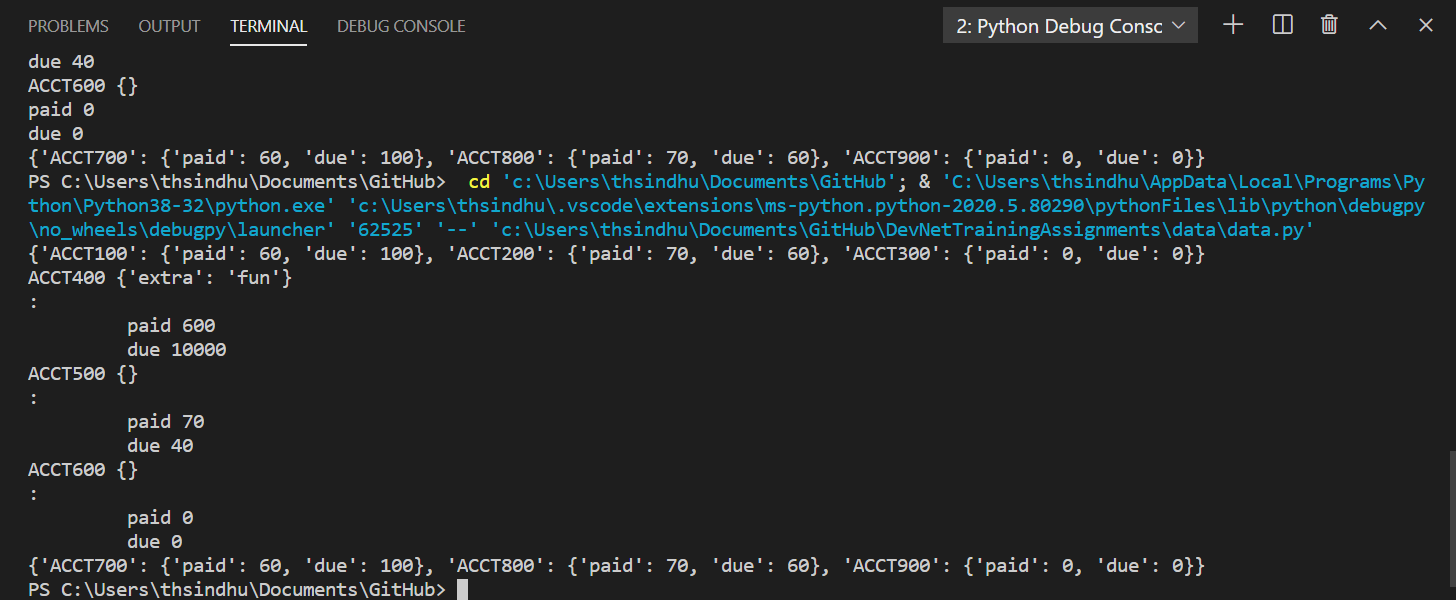 PROBLEMS OUTPUT TERMINAL DEBUG CONSOLE 2: Python Debug Consc
due 40
ACCT600 {}
paid 0
due 0
{'ACCT700': {'paid': 60, 'due': 100}, 'ACCT800': {'paid': 70, 'due': 60}, 'ACCT900': {'paid': 0, 'due': 0}}
PS C:\Users\thsindhu\Documents\GitHub>  cd 'c:\Users\thsindhu\Documents\GitHub'; & 'C:\Users\thsindhu\AppData\Local\Programs\Py
thon\Python38-32\python.exe' 'c:\Users\thsindhu\.vscode\extensions\ms-python.python-2020.5.80290\pythonFiles\lib\python\debugpy
\no_wheels\debugpy\launcher' '62525' '--' 'c:\Users\thsindhu\Documents\GitHub\DevNetTrainingAssignments\data\data.py'
{'ACCT100': {'paid': 60, 'due': 100}, 'ACCT200': {'paid': 70, 'due': 60}, 'ACCT300': {'paid': 0, 'due': 0}}
ACCT400 {'extra': 'fun'}
:
paid 600
due 10000
ACCT500 {}
:
paid 70
due 40
ACCT600 {}
:
paid 0
due 0
{'ACCT700': {'paid': 60, 'due': 100}, 'ACCT800': {'paid': 70, 'due': 60}, 'ACCT900': {'paid': 0, 'due': 0}}
PS C:\Users\thsindhu\Documents\GitHub>